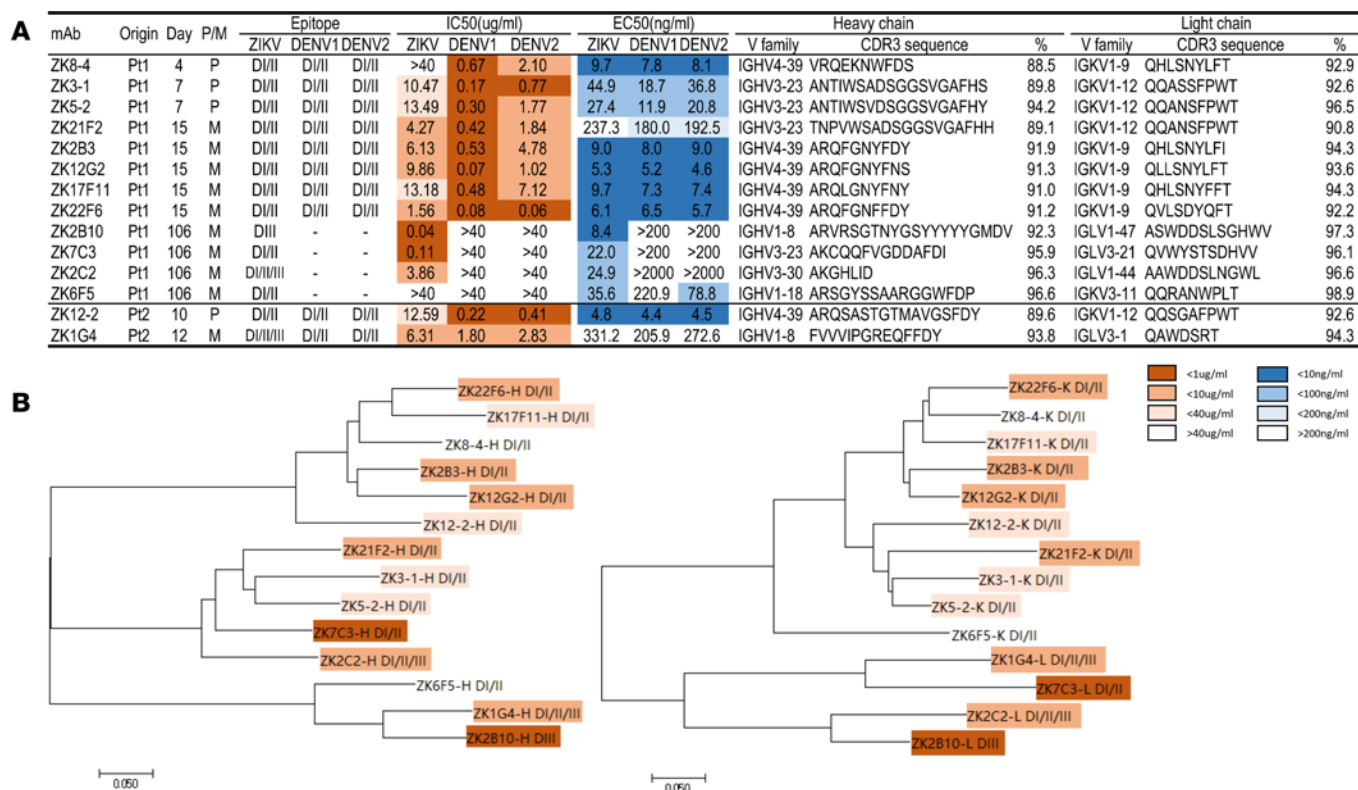 A
Epitope IC50(ug/ml) EC50(ng/ml) Heavy chain Light chain
mAb Origin Day P/M ZIKV DENV1 DENV2 ZIKV DENV1 DENV2 ZIKV DENV1 DENV2 V family CDR3 sequence % V family CDR3 sequence %
ZK8-4 Pt1 4 P DI/II DI/II DI/II >40 0.67 2.10 9.7 7.8 8.1 IGHV4-39 VRQEKNWFDS 88.5 IGKV1-9 QHLSNYLFT 92.9
ZK3-1 Pt1 7 P DI/II DI/II DI/II 10.47 0.17 0.77 44.9 18.7 36.8 IGHV3-23 ANTIWSADSGGSVGAFHS 89.8 IGKV1-12 QQASSFPWT 92.6
ZK5-2 Pt1 7 P DI/II DI/II DI/II 13.49 0.30 1.77 27.4 11.9 20.8 IGHV3-23 ANTIWSVDSGGSVGAFHY 94.2 IGKV1-12 QQANSFPWT 96.5
ZK21F2 Pt1 15 M DI/II DI/II DI/II 4.27 0.42 1.84 237.3 180.0 192.5 IGHV3-23 TNPVWSADSGGSVGAFHH 89.1 IGKV1-12 QQANSFPWT 90.8
ZK2B3 Pt1 15 M DI/II DI/II DI/II 6.13 0.53 4.78 9.0 8.0 9.0 IGHV4-39 ARQFGNYFDY 91.9 IGKV1-9 QHLSNYLFI 94.3
ZK12G2 Pt1 15 M DI/II DI/II DI/II 9.86 0.07 1.02 5.3 5.2 4.6 IGHV4-39 ARQFGNYFNS 91.3 IGKV1-9 QLLSNYLFT 93.6
ZK17F11 Pt1 15 M DI/II DI/II DI/II 13.18 0.48 7.12 9.7 7.3 7.4 IGHV4-39 ARQLGNYFNY 91.0 IGKV1-9 QHLSNYFFT 94.3
ZK22F6 Pt1 15 M DI/II DI/II DI/II 1.56 0.08 0.06 6.1 6.5 5.7 IGHV4-39 ARQFGNFFDY 91.2 IGKV1-9 QVLSDYQFT 92.2
ZK2B10 Pt1 106 M DIII - - 0.04 >40 >40 8.4 >200 >200 IGHV1-8 ARVRSGTNYGSYYYYYGMDV 92.3 IGLV1-47 ASWDDSLSGHWV 97.3
ZK7C3 Pt1 106 M DI/II - - 0.11 >40 >40 22.0 >200 >200 IGHV3-23 AKCQQFVGDDAFDI 95.9 IGLV3-21 QVWYSTSDHVV 96.1
ZK2C2 Pt1 106 M DI/II/III - - 3.86 >40 >40 24.9 >2000 >2000 IGHV3-30 AKGHLID 96.3 IGLV1-44 AAWDDSLNGWL 96.6
ZK6F5 Pt1 106 M DI/II - - >40 >40 >40 35.6 220.9 78.8 IGHV1-18 ARSGYSSAARGGWFDP 96.6 IGKV3-11 QQRANWPLT 98.9
ZK12-2 Pt2 10 P DI/II DI/II DI/II 12.59 0.22 0.41 4.8 4.4 4.5 IGHV4-39 ARQSASTGTMAVGSFDY 89.6 IGKV1-12 QQSGAFPWT 92.6
ZK1G4 Pt2 12 M DI/II/III DI/II DI/II 6.31 1.80 2.83 331.2 205.9 272.6 IGHV1-8 FVVVIPGREQFFDY 93.8 IGLV3-1 QAWDSRT 94.3
B
ZK22F6-H DI/II
ZK17F11-H DI/II
ZK8-4-H DI/II
ZK2B3-H DI/II
ZK12G2-H DI/II
ZK12-2-H DI/II
ZK21F2-H DI/II
ZK3-1-H DI/II
ZK5-2-H DI/II
ZK7C3-H DI/II
ZK2C2-H DI/II/III
ZK6F5-H DI/II
ZK1G4-H DI/II/III
ZK2B10-H DIII
0.050
ZK22F6-K DI/II
ZK8-4-K DI/II
ZK17F11-K DI/II
ZK2B3-K DI/II
ZK12G2-K DI/II
ZK12-2-K DI/II
ZK21F2-K DI/II
ZK3-1-K DI/II
ZK5-2-K DI/II
ZK6F5-K DI/II
ZK1G4-L DI/II/III
ZK7C3-L DI/II
ZK2C2-L DI/II/III
ZK2B10-L DIII
0.050
<1ug/ml <10ng/ml
<10ug/ml <100ng/ml
<40ug/ml <200ng/ml
>40ug/ml >200ng/ml